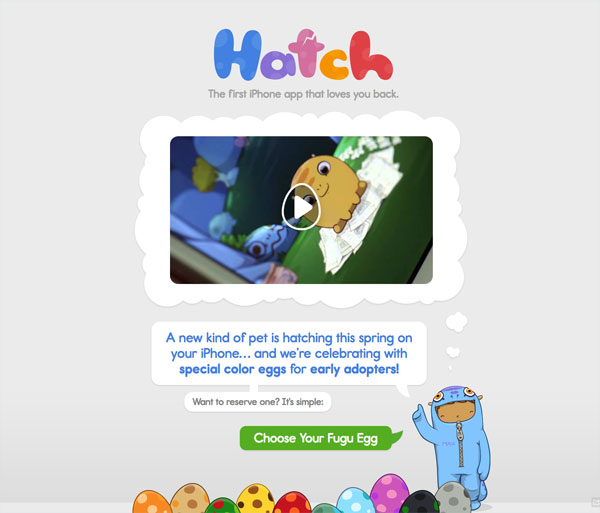 Hatch
The first iPhone app that loves you back.
A new kind of pet is hatching this spring on
your iPhone... and we're celebrating with
special color eggs for early adopters!
Want to reserve one? It's simple:
Choose Your Fugu Egg